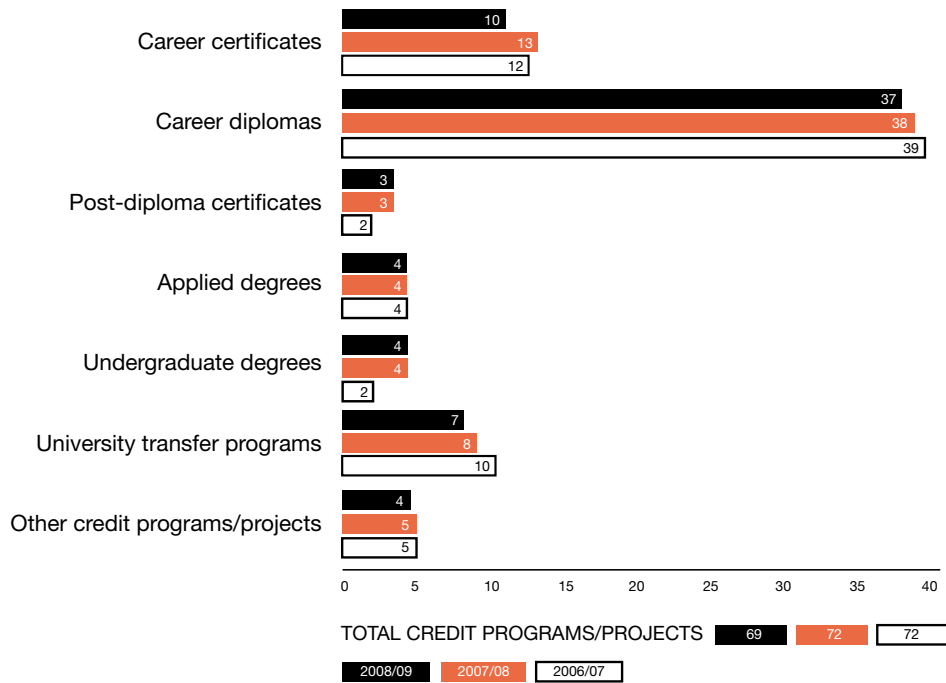 10
Career certificates
13
12
37
Career diplomas
38
39
3
Post-diploma certificates
3
2
4
Applied degrees
4
4
4
Undergraduate degrees
4
2
7
University transfer programs
8
10
4
Other credit programs/projects
5
5
0 5 10 15 20 25 30 35 40
TOTAL CREDIT PROGRAMS/PROJECTS 69 72 72
2008/09 2007/08 2006/07